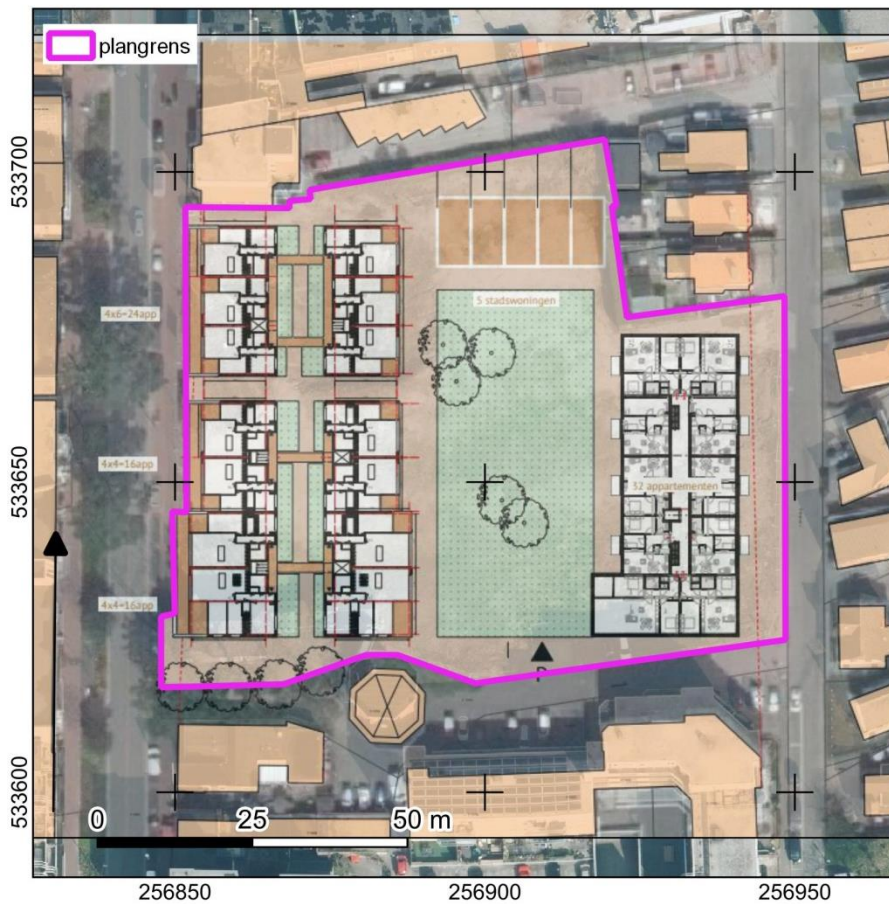 plangrens
533700
4x6=24app
5 stadswoningen
533650
4x4=16app
32 appartementen
4x4=16app
P
533600
0 25 50 m
256850 256900 256950